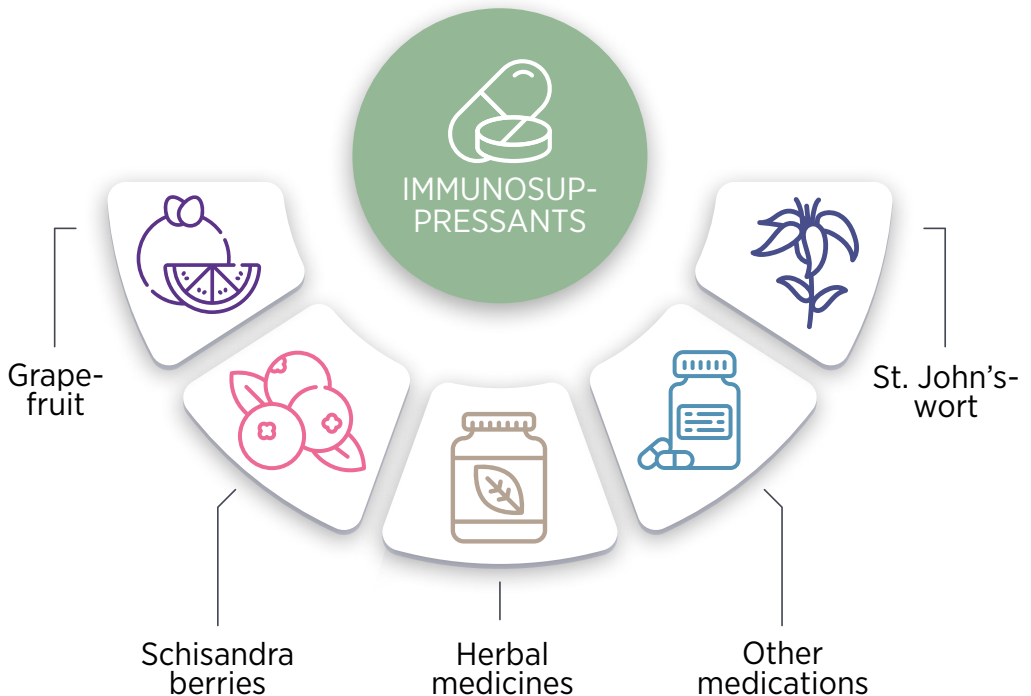 IMMUNOSUP-
PRESSANTS
Grape-
fruit
Schisandra
berries
Herbal
medicines
Other
medications
St. John's-
wort